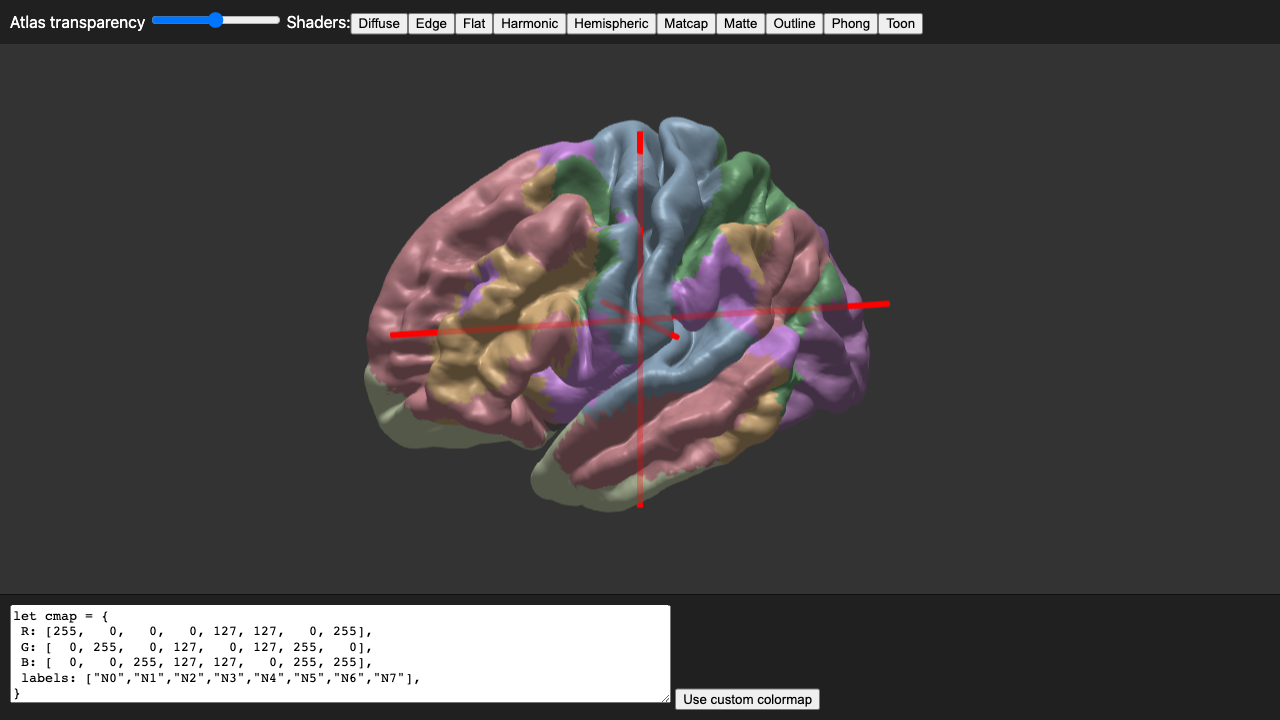 Atlas transparency Shaders: Diffuse Edge Flat Harmonic Hemispheric Matcap Matte Outline Phong Toon
let cmap = {
 R: [255,   0,   0,   0, 127, 127,   0, 255],
 G: [  0, 255,   0, 127,   0, 127, 255,   0],
 B: [  0,   0, 255, 127, 127,   0, 255, 255],
 labels: ["N0","N1","N2","N3","N4","N5","N6","N7"],
}
Use custom colormap